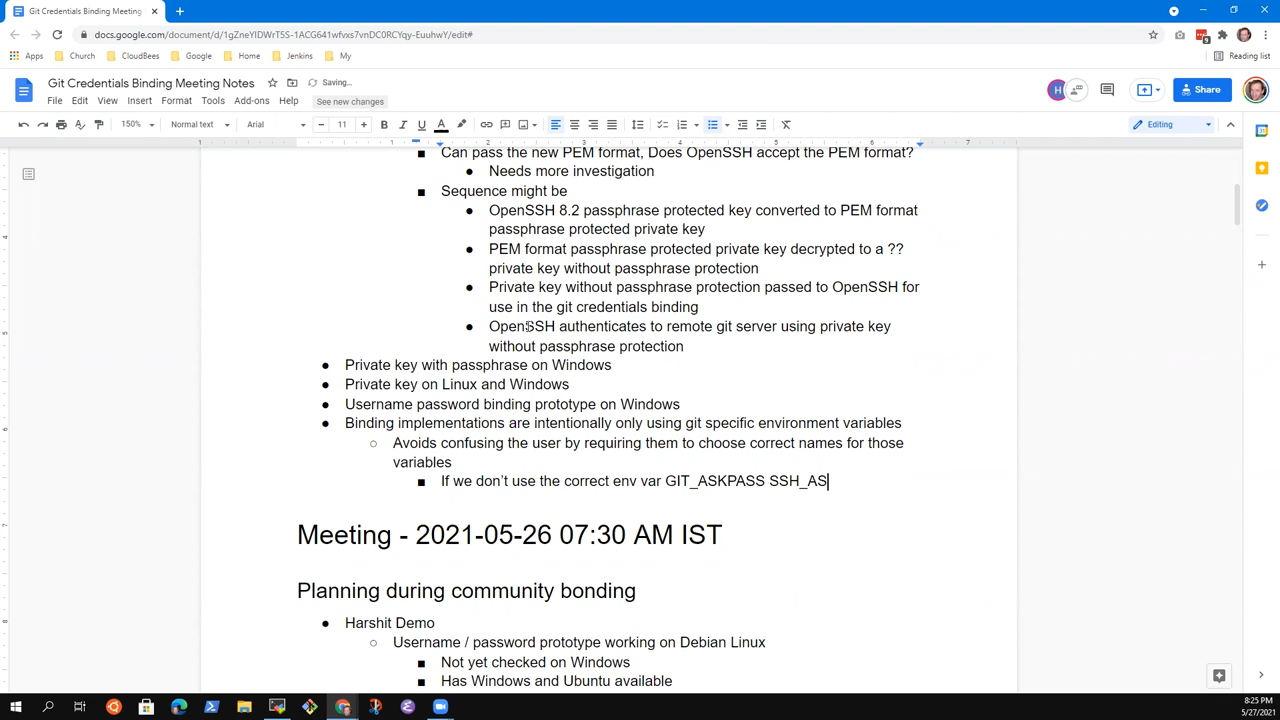 Git Credentials Binding Meeting
docs.google.com/document/d/1gZneYIDWrT5S-1ACG641wfvxs7vnDC0RCYqy-EuuhwY/edit#
Apps
Church
CloudBees
Google
Home
Jenkins
My
Reading list
Git Credentials Binding Meeting Notes
Saving...
File
Edit
View
Insert
Format
Tools
Add-ons
Help
See new changes
H
Share
150%
Normal text
Arial
11
Editing
Can pass the new PEM format, Does OpenSSH accept the PEM format?
Needs more investigation
Sequence might be
OpenSSH 8.2 passphrase protected key converted to PEM format
passphrase protected private key
PEM format passphrase protected private key decrypted to a ??
private key without passphrase protection
Private key without passphrase protection passed to OpenSSH for
use in the git credentials binding
OpenSSH authenticates to remote git server using private key
without passphrase protection
Private key with passphrase on Windows
Private key on Linux and Windows
Username password binding prototype on Windows
Binding implementations are intentionally only using git specific environment variables
Avoids confusing the user by requiring them to choose correct names for those
variables
If we don't use the correct env var GIT_ASKPASS SSH_AS
Meeting - 2021-05-26 07:30 AM IST
Planning during community bonding
Harshit Demo
Username / password prototype working on Debian Linux
Not yet checked on Windows
Has Windows and Ubuntu available
8:25 PM
5/27/2021